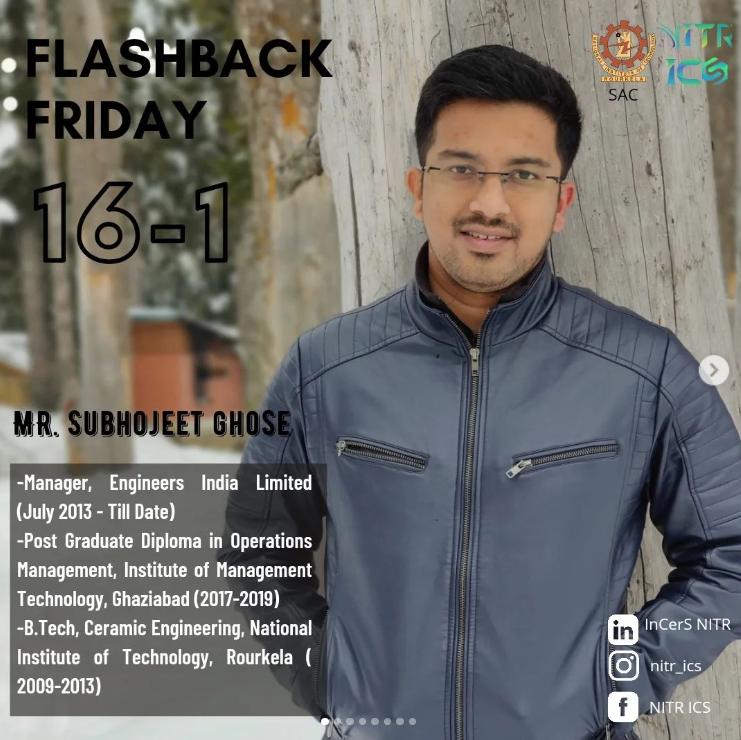 FLASHBACK
FRIDAY
16-1
SAC
NITR
ICS
MR. SUBHOJEET GHOSE
-Manager, Engineers India Limited
(July 2013 - Till Date)
-Post Graduate Diploma in Operations
Management, Institute of Management
Technology, Ghaziabad (2017-2019)
-B.Tech, Ceramic Engineering, National
Institute of Technology, Rourkela (
2009-2013)
in InCerS NITR
nitr_ics
f NITR ICS